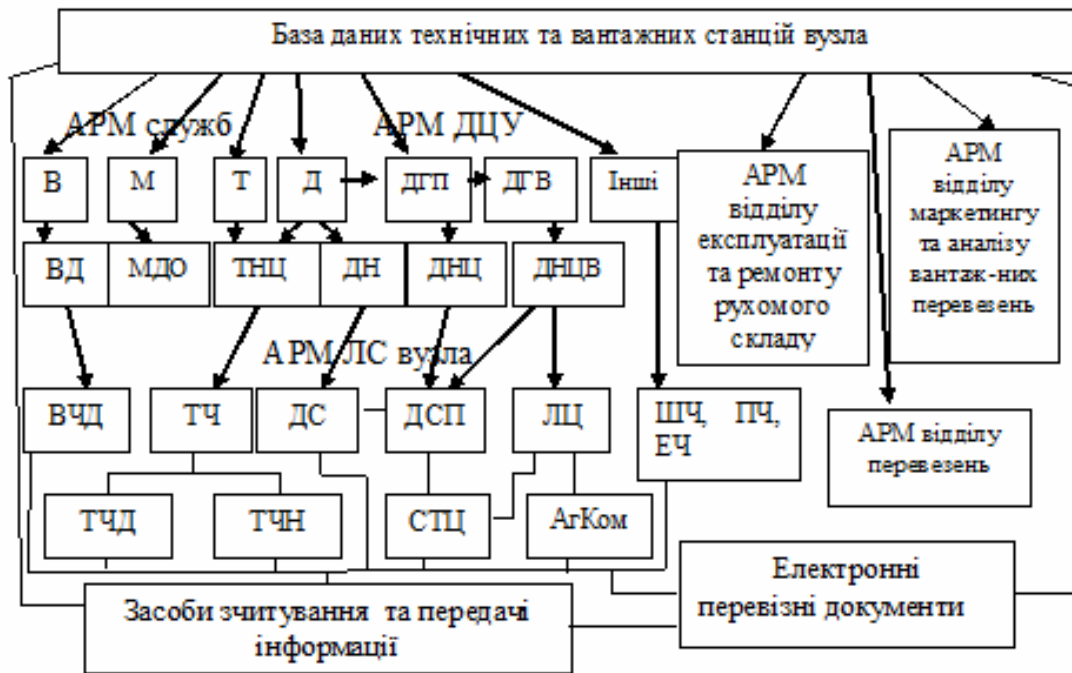 База даних технічних та вантажних станцій вузла
АРМ служб
АРМ ДЦУ
В
М
Т
Д
ДГП
ДГВ
Інші
АРМ
відділу
експлуатації
та ремонту
рухомого
складу
АРМ
відділу
маркетингу
та аналізу
вантаж-них
перевезень
ВД
МДО
ТНЦ
ДН
ДНЦ
ДНЦВ
АРМ ЛС вузла
ВЧД
ТЧ
ДС
ДСП
ЛЦ
ШЧ, ПЧ,
ЕЧ
АРМ відділу
перевезень
ТЧД
ТЧН
СТЦ
АгКом
Засоби зчитування та передачі
інформації
Електронні
перевізні документи